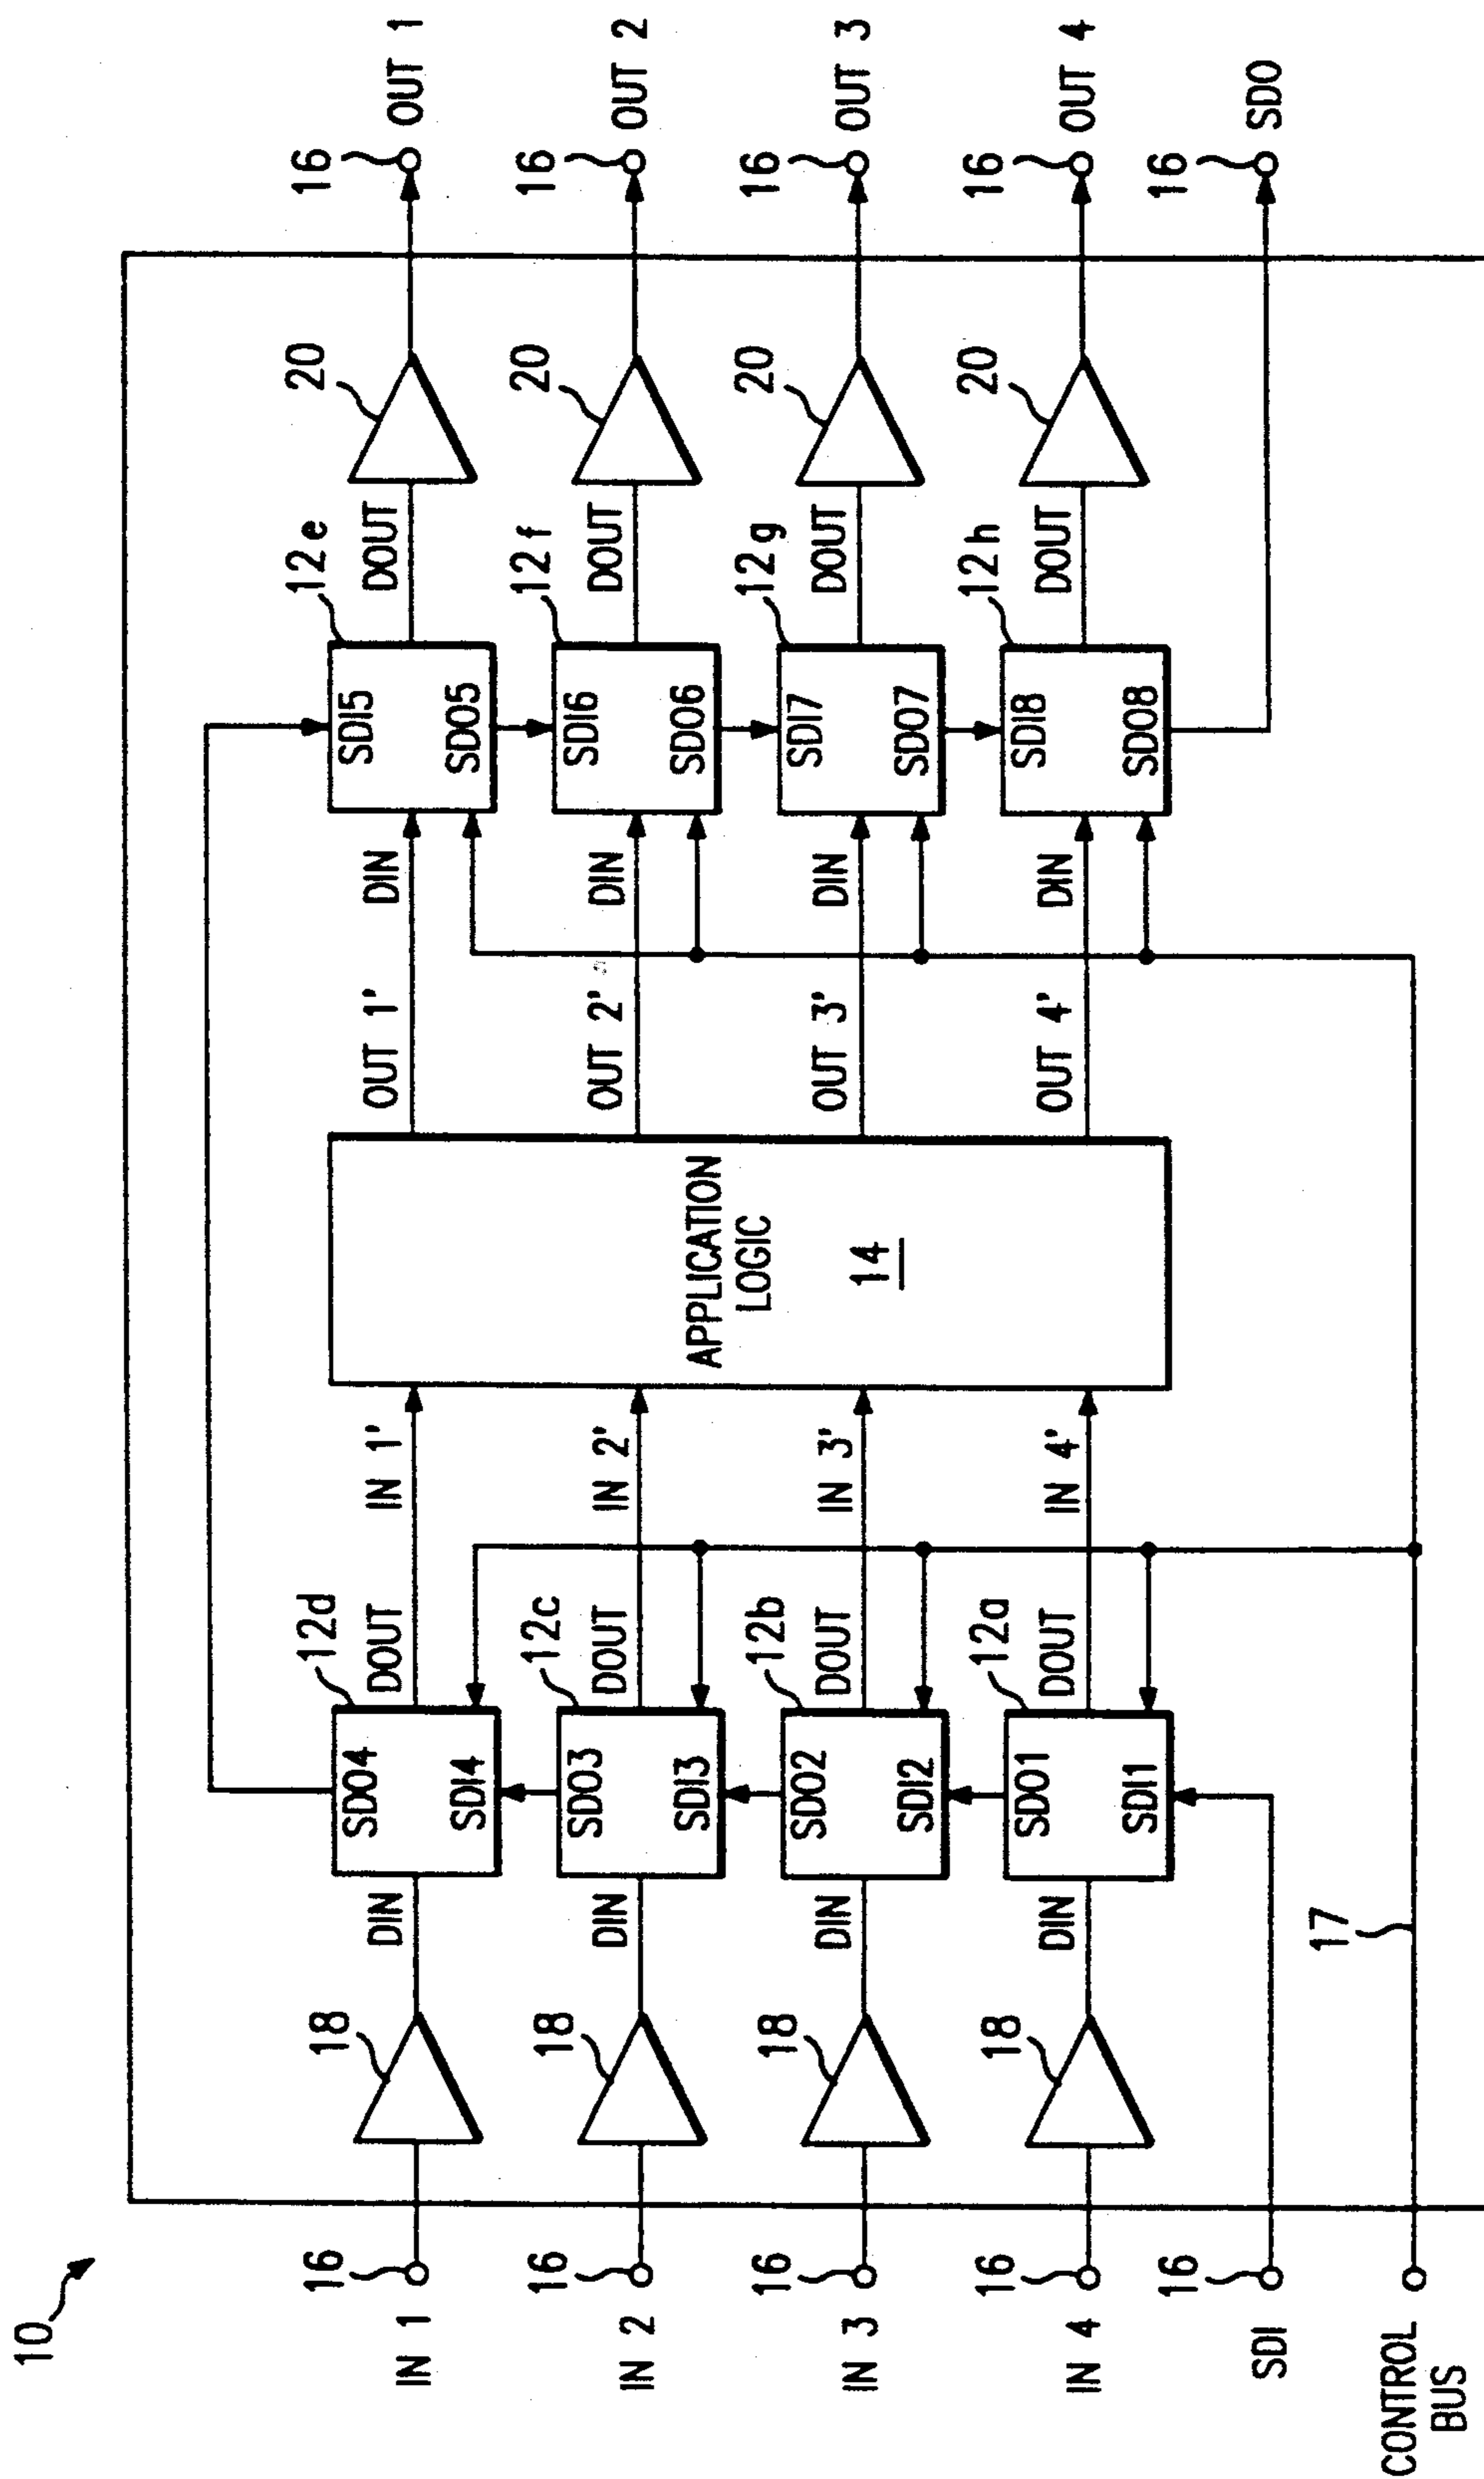 10
16 16 16 16 16
OUT 1
OUT 2
OUT 3
OUT 4
SDO
20 20 20 20
12e 12f 12g 12h
DOUT DOUT DOUT DOUT
SDI5
SDO5
SDI6
SDO6
SDI7
SDO7
SDI8
SDO8
DIN DIN DIN DIN
OUT 1'
OUT 2'
OUT 3'
OUT 4'
APPLICATION
LOGIC
14
IN 1'
IN 2'
IN 3'
IN 4'
12d 12c 12b 12a
DOUT DOUT DOUT DOUT
SDO4
SDI4
SDO3
SDI3
SDO2
SDI2
SDO1
SDI1
DIN DIN DIN DIN
17
18 18 18 18
16 16 16 16 16
IN 1
IN 2
IN 3
IN 4
SDI
CONTROL
BUS